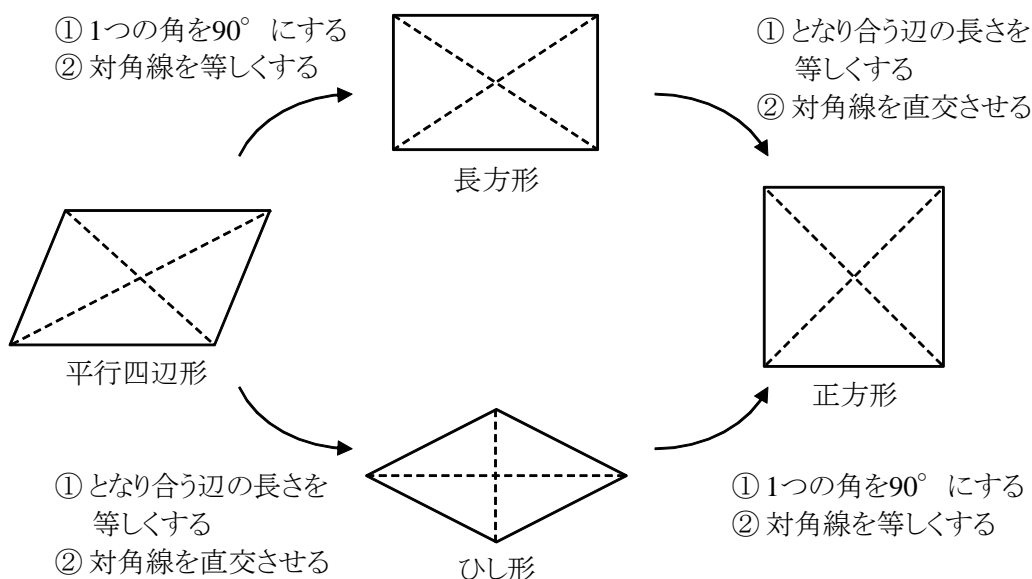 ① 1つの角を90° にする
② 対角線を等しくする
① となり合う辺の長さを
等しくする
② 対角線を直交させる
長方形
平行四辺形
正方形
① となり合う辺の長さを
等しくする
② 対角線を直交させる
ひし形
① 1つの角を90° にする
② 対角線を等しくする